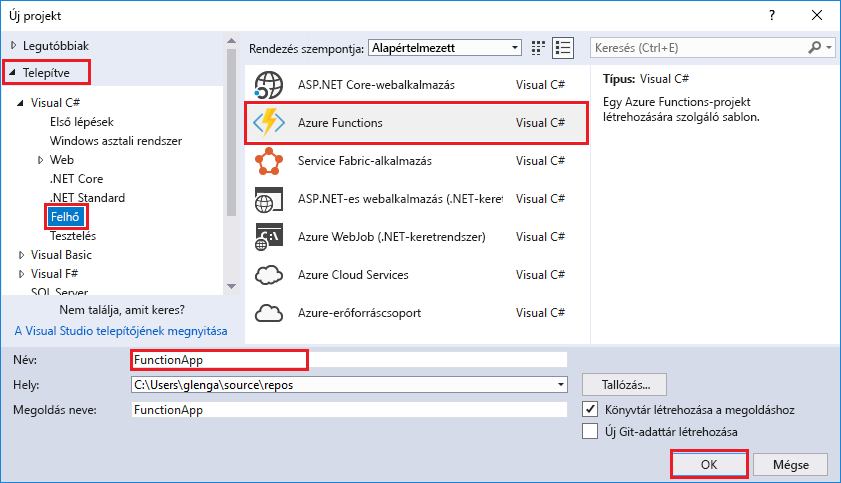 Új projekt
Legutóbbiak
Telepítve
Visual C#
Első lépések
Windows asztali rendszer
Web
.NET Core
.NET Standard
Felhő
Tesztelés
Visual Basic
Visual F#
SQL Server
Nem találja, amit keres?
A Visual Studio telepítőjének megnyitása
Rendezés szempontja: Alapértelmezett
ASP.NET Core-webalkalmazás Visual C#
Azure Functions Visual C#
Service Fabric-alkalmazás Visual C#
ASP.NET-es webalkalmazás (.NET-keret Visual C#
Azure WebJob (.NET-keretrendszer) Visual C#
Azure Cloud Services Visual C#
Azure-erőforráscsoport Visual C#
Keresés (Ctrl+E)
Típus: Visual C#
Egy Azure Functions-projekt
létrehozására szolgáló sablon.
Név: FunctionApp
Hely: C:\Users\glenga\source\repos
Tallózás...
Megoldás neve: FunctionApp
Könyvtár létrehozása a megoldáshoz
Új Git-adattár létrehozása
OK
Mégse